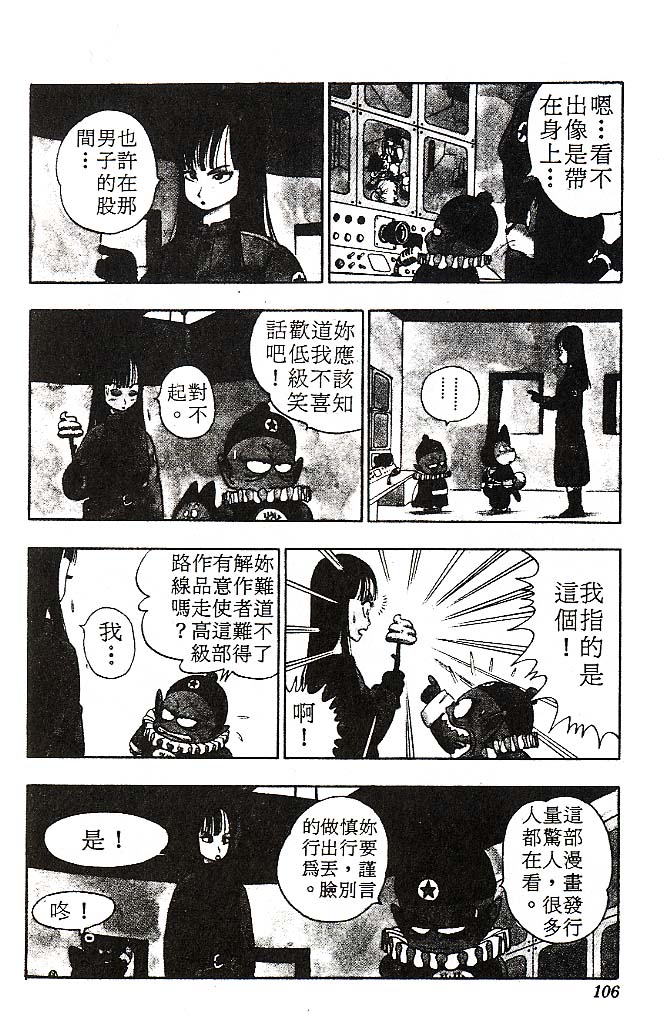 嗯…看不
出像是帶
在身上…
也許在那
男子的股
間…
……
……
妳應該知
道我不喜
歡低級笑
話吧！
對不
起。
我指的是
這個！
啊！
妳難道不了
解作者難得
有意使這部
作品走高級
路線嗎？
我…
這部漫畫發行
量驚人，很多
人都在看。
妳要謹言
慎行，別
做出丟臉
的行為。
是！
咚！
106